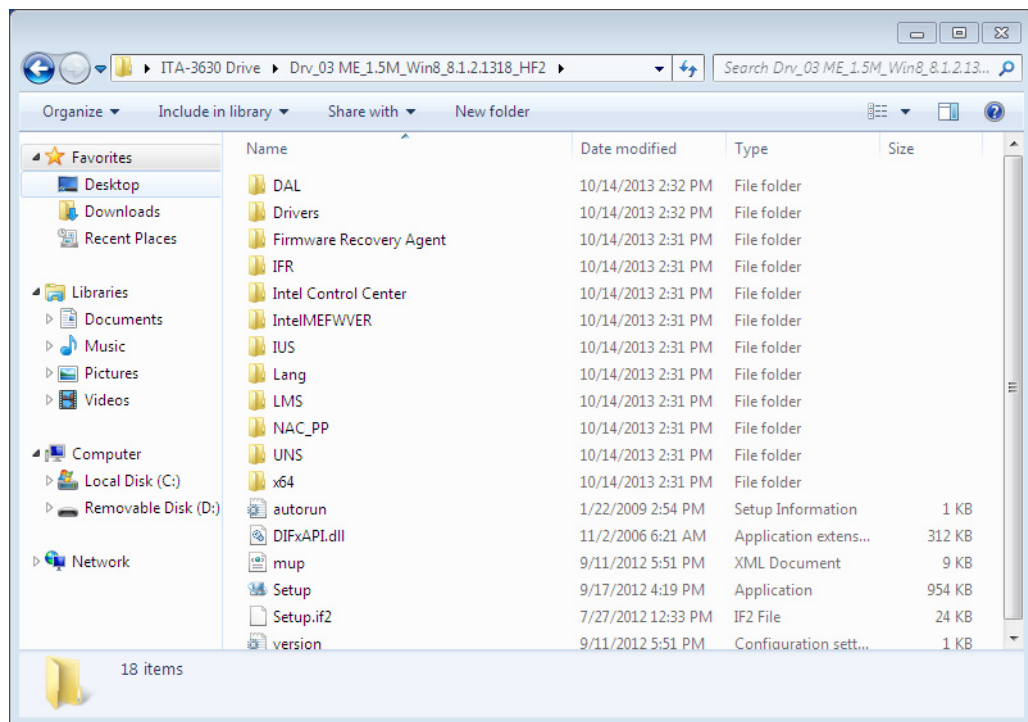 ITA-3630 Drive Drv_03 ME_1.5M_Win8_8.1.2.1318_HF2 Search Drv_03 ME_1.5M_Win8_8.1.2.13...
Organize Include in library Share with New folder
Favorites
Desktop
Downloads
Recent Places
Libraries
Documents
Music
Pictures
Videos
Computer
Local Disk (C:)
Removable Disk (D:)
Network
Name Date modified Type Size
DAL 10/14/2013 2:32 PM File folder
Drivers 10/14/2013 2:32 PM File folder
Firmware Recovery Agent 10/14/2013 2:31 PM File folder
IFR 10/14/2013 2:31 PM File folder
Intel Control Center 10/14/2013 2:31 PM File folder
IntelMEFWVER 10/14/2013 2:31 PM File folder
IUS 10/14/2013 2:31 PM File folder
Lang 10/14/2013 2:31 PM File folder
LMS 10/14/2013 2:31 PM File folder
NAC_PP 10/14/2013 2:31 PM File folder
UNS 10/14/2013 2:31 PM File folder
x64 10/14/2013 2:31 PM File folder
autorun 1/22/2009 2:54 PM Setup Information 1 KB
DIFxAPI.dll 11/2/2006 6:21 AM Application extens... 312 KB
mup 9/11/2012 5:51 PM XML Document 9 KB
Setup 9/17/2012 4:19 PM Application 954 KB
Setup.if2 7/27/2012 12:33 PM IF2 File 24 KB
version 9/11/2012 5:51 PM Configuration sett... 1 KB
18 items